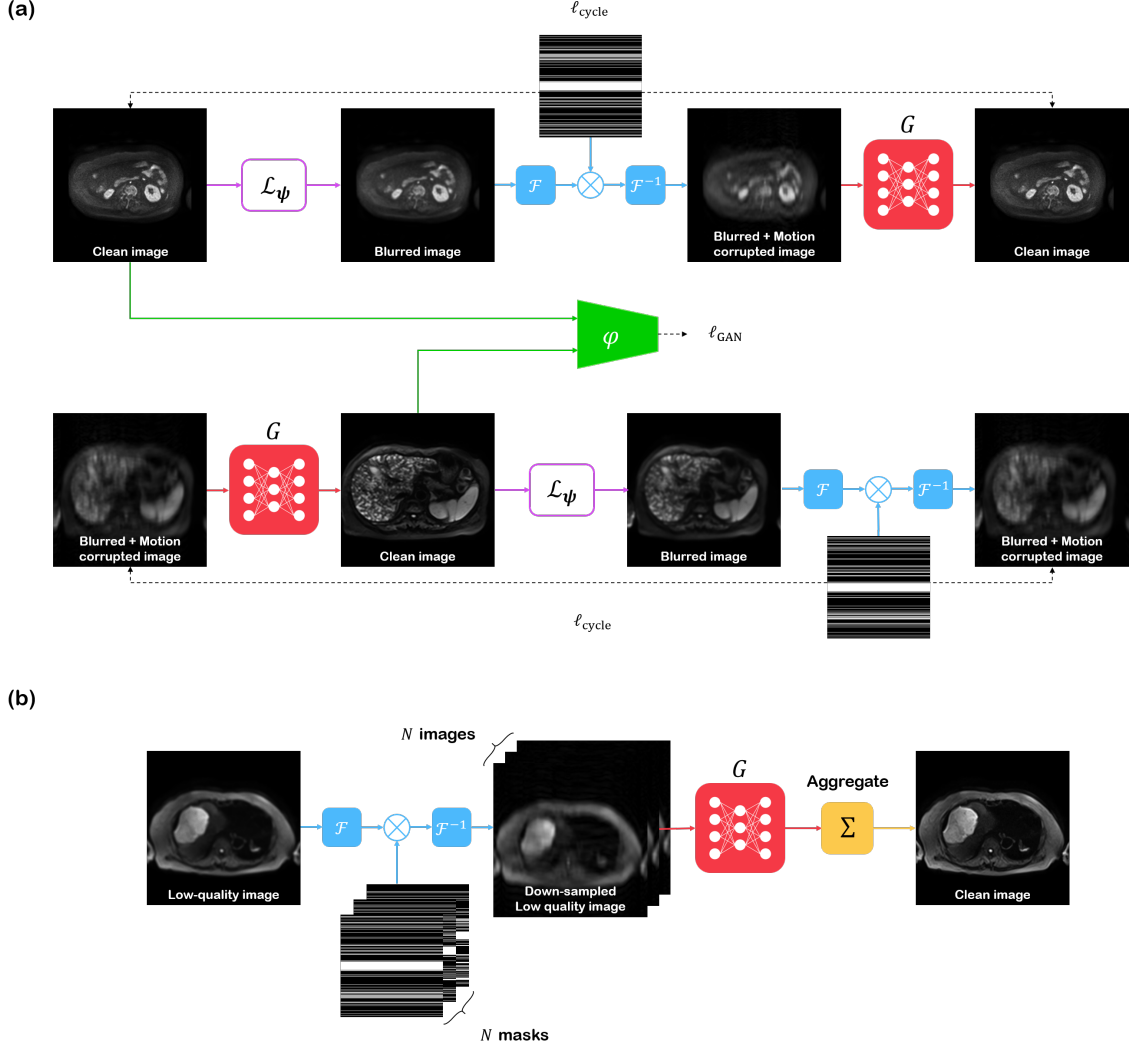 (a)
ℓcycle
G
ℒψ
ℱ
ℱ⁻¹
Clean image
Blurred image
Blurred + Motion
corrupted image
Clean image
φ
ℓGAN
G
ℒψ
ℱ
ℱ⁻¹
Blurred + Motion
corrupted image
Clean image
Blurred image
Blurred + Motion
corrupted image
ℓcycle
(b)
N images
G
Aggregate
ℱ
ℱ⁻¹
Σ
Low-quality image
Down-sampled
Low quality image
Clean image
N masks